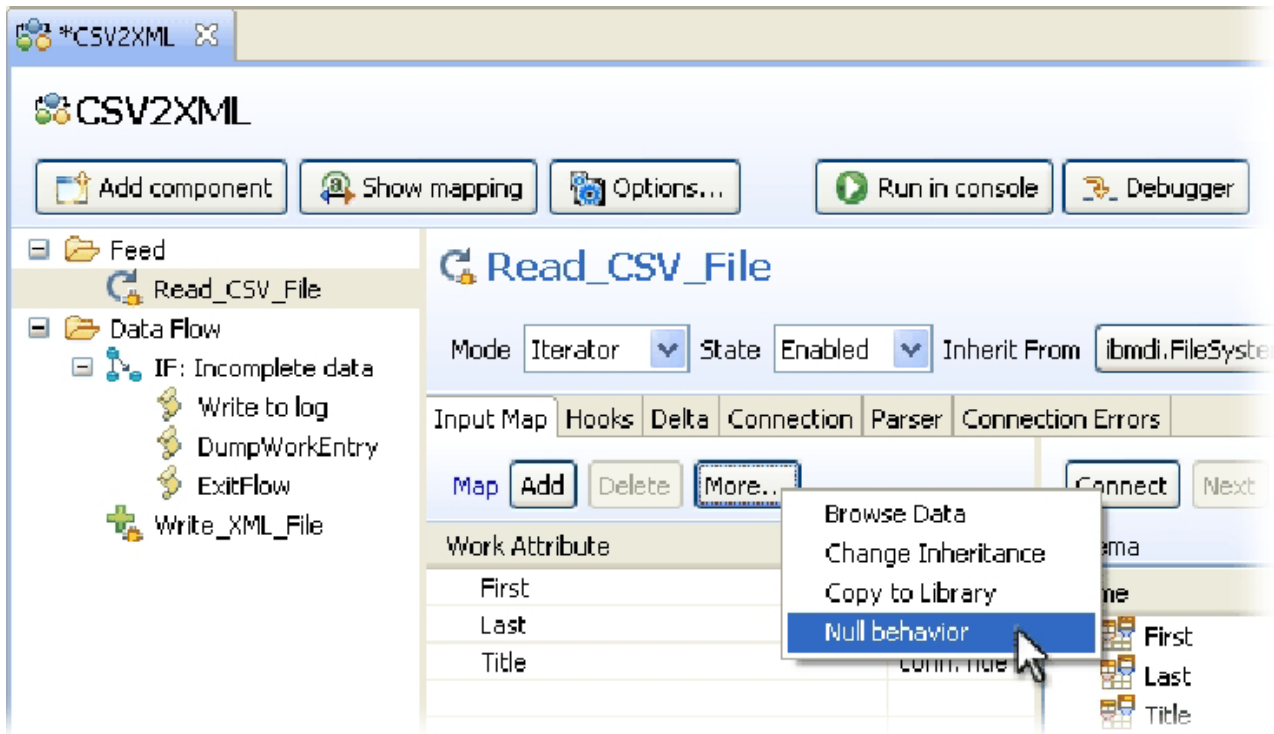 *CSV2XML
CSV2XML
Add component Show mapping Options... Run in console Debugger
Feed
Read_CSV_File
Data Flow
IF: Incomplete data
Write to log
DumpWorkEntry
ExitFlow
Write_XML_File
Read_CSV_File
Mode Iterator State Enabled Inherit From ibmdi.FileSyste
Input Map Hooks Delta Connection Parser Connection Errors
Map Add Delete More... Connect Next
Browse Data
Change Inheritance
Copy to Library
Null behavior
Work Attribute
First
Last
Title
First
Last
Title